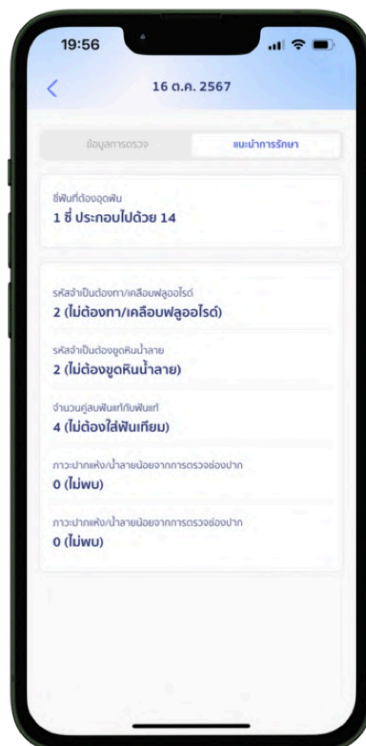 19:56
16 ต.ค. 2567
ข้อมูลการตรวจ แนะนำการรักษา
ซี่ฟันที่ต้องอุดฟัน
1 ซี่ ประกอบไปด้วย 14
รหัสจำเป็นต้องทา/เคลือบฟลูออไรด์
2 (ไม่ต้องทา/เคลือบฟลูออไรด์)
รหัสจำเป็นต้องขูดหินน้ำลาย
2 (ไม่ต้องขูดหินน้ำลาย)
จำนวนคู่สบฟันแท้กับฟันแท้
4 (ไม่ต้องใส่ฟันเทียม)
ภาวะปากแห้ง/น้ำลายน้อยจากการตรวจช่องปาก
0 (ไม่พบ)
ภาวะปากแห้ง/น้ำลายน้อยจากการตรวจช่องปาก
0 (ไม่พบ)